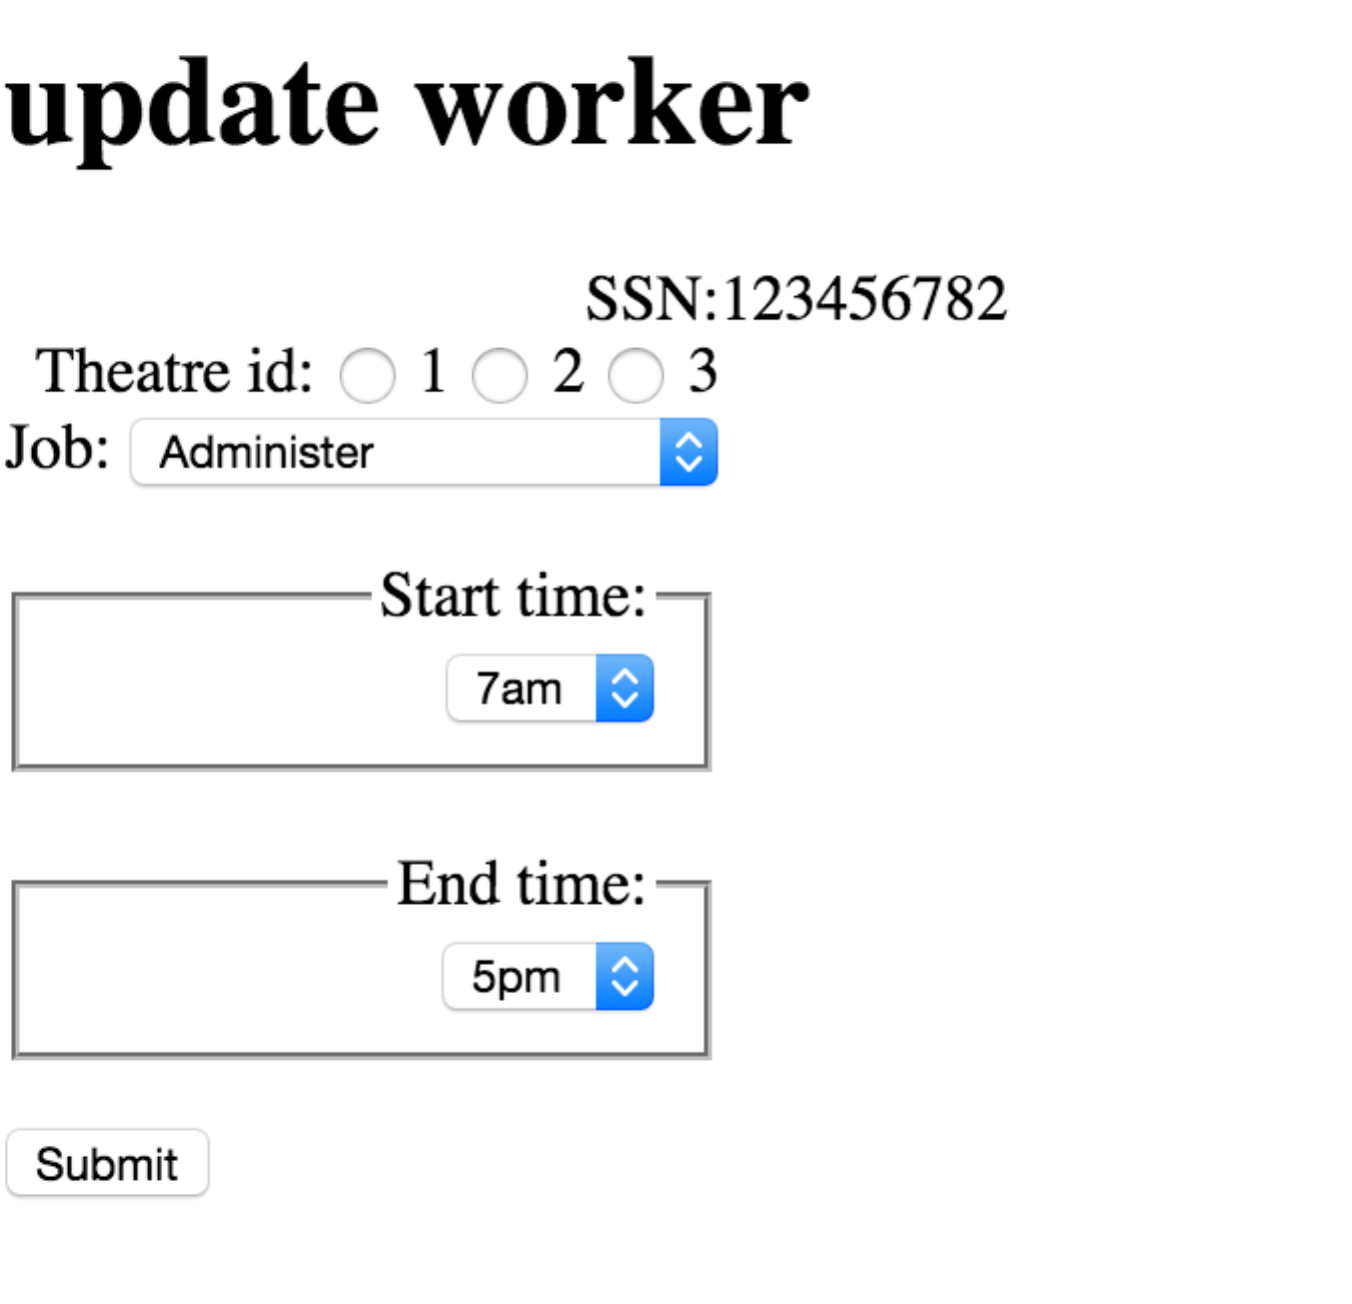 update worker
SSN:123456782
Theatre id: 1 2 3
Job: Administer
Start time:
7am
End time:
5pm
Submit